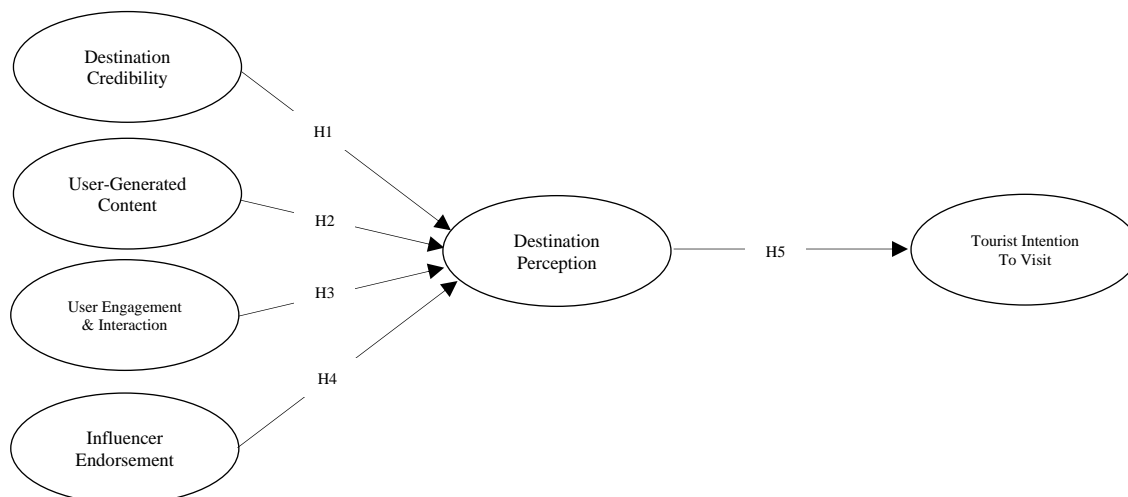 Destination
Credibility
H1
User-Generated
Content
H2
Destination
Perception
H5
Tourist Intention
To Visit
User Engagement
& Interaction
H3
H4
Influencer
Endorsement